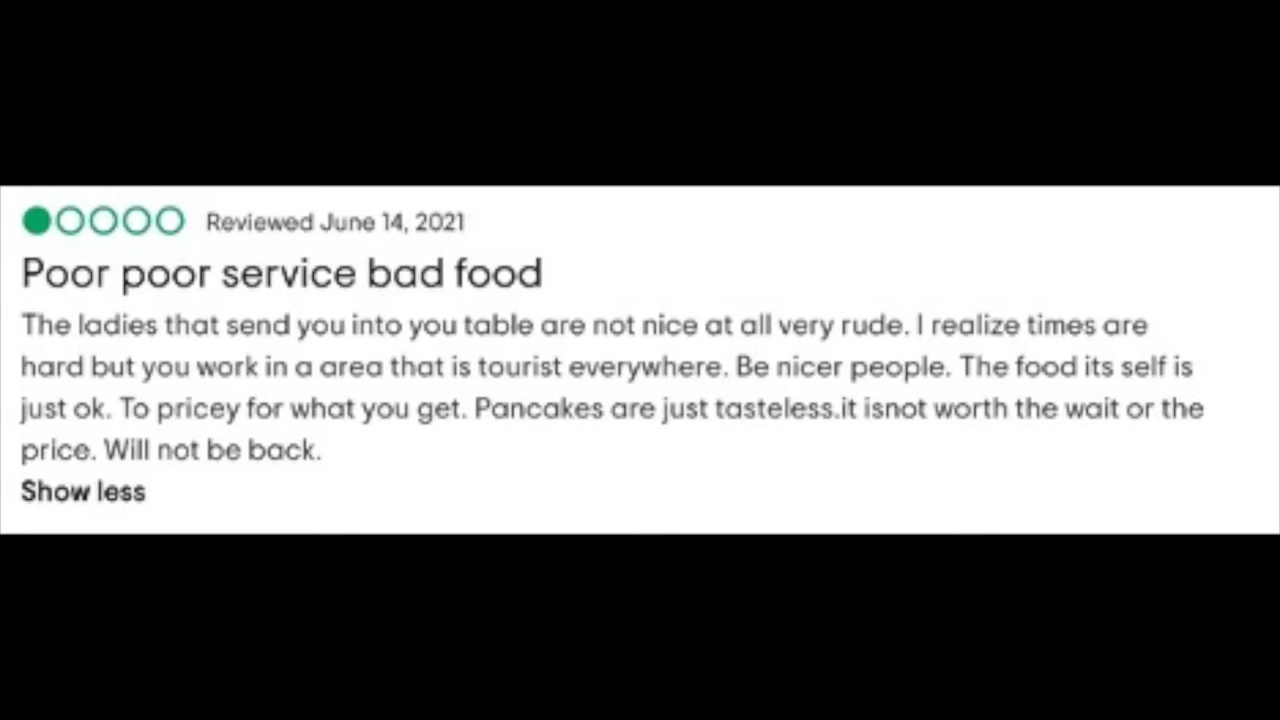 Reviewed June 14, 2021
Poor poor service bad food
The ladies that send you into you table are not nice at all very rude. I realize times are
hard but you work in a area that is tourist everywhere. Be nicer people. The food its self is
just ok. To pricey for what you get. Pancakes are just tasteless.it isnot worth the wait or the
price. Will not be back.
Show less